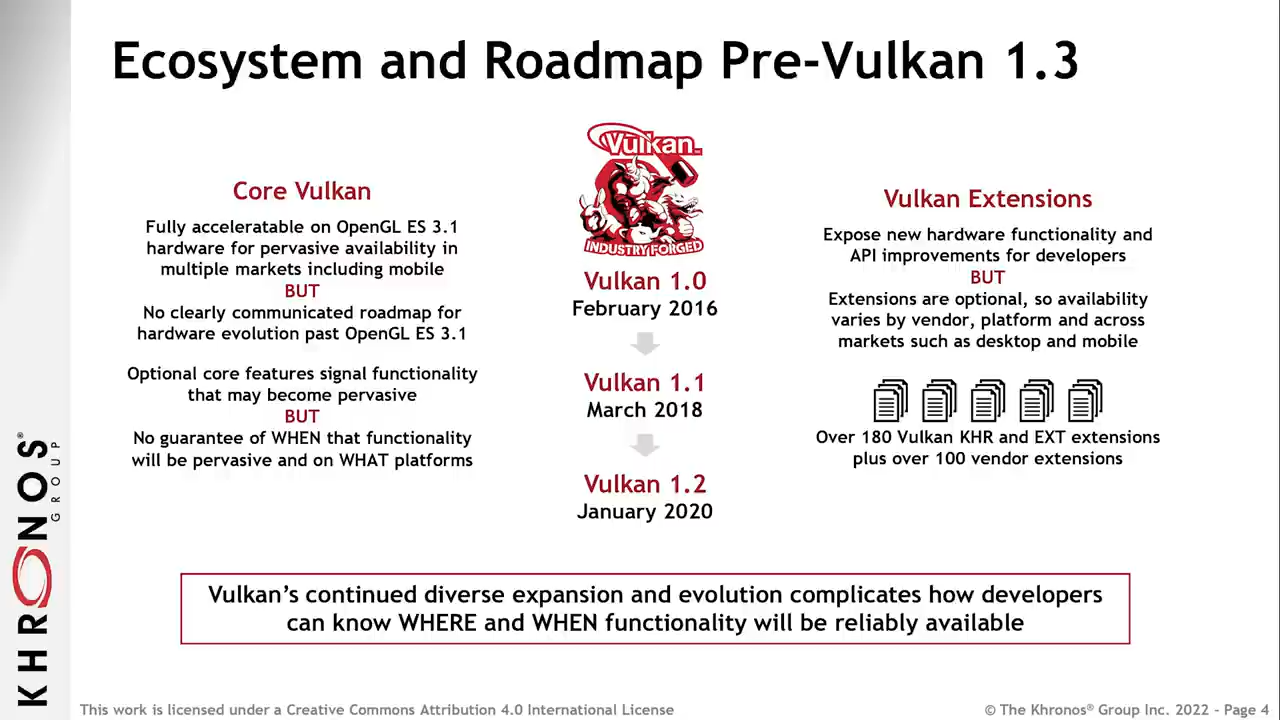 Ecosystem and Roadmap Pre-Vulkan 1.3
Core Vulkan
Fully acceleratable on OpenGL ES 3.1
hardware for pervasive availability in
multiple markets including mobile
BUT
No clearly communicated roadmap for
hardware evolution past OpenGL ES 3.1
Optional core features signal functionality
that may become pervasive
BUT
No guarantee of WHEN that functionality
will be pervasive and on WHAT platforms
Vulkan™
INDUSTRY FORGED
Vulkan 1.0
February 2016
Vulkan 1.1
March 2018
Vulkan 1.2
January 2020
Vulkan Extensions
Expose new hardware functionality and
API improvements for developers
BUT
Extensions are optional, so availability
varies by vendor, platform and across
markets such as desktop and mobile
Over 180 Vulkan KHR and EXT extensions
plus over 100 vendor extensions
Vulkan’s continued diverse expansion and evolution complicates how developers
can know WHERE and WHEN functionality will be reliably available
KHRONOS®
GROUP
This work is licensed under a Creative Commons Attribution 4.0 International License
© The Khronos® Group Inc. 2022 - Page 4